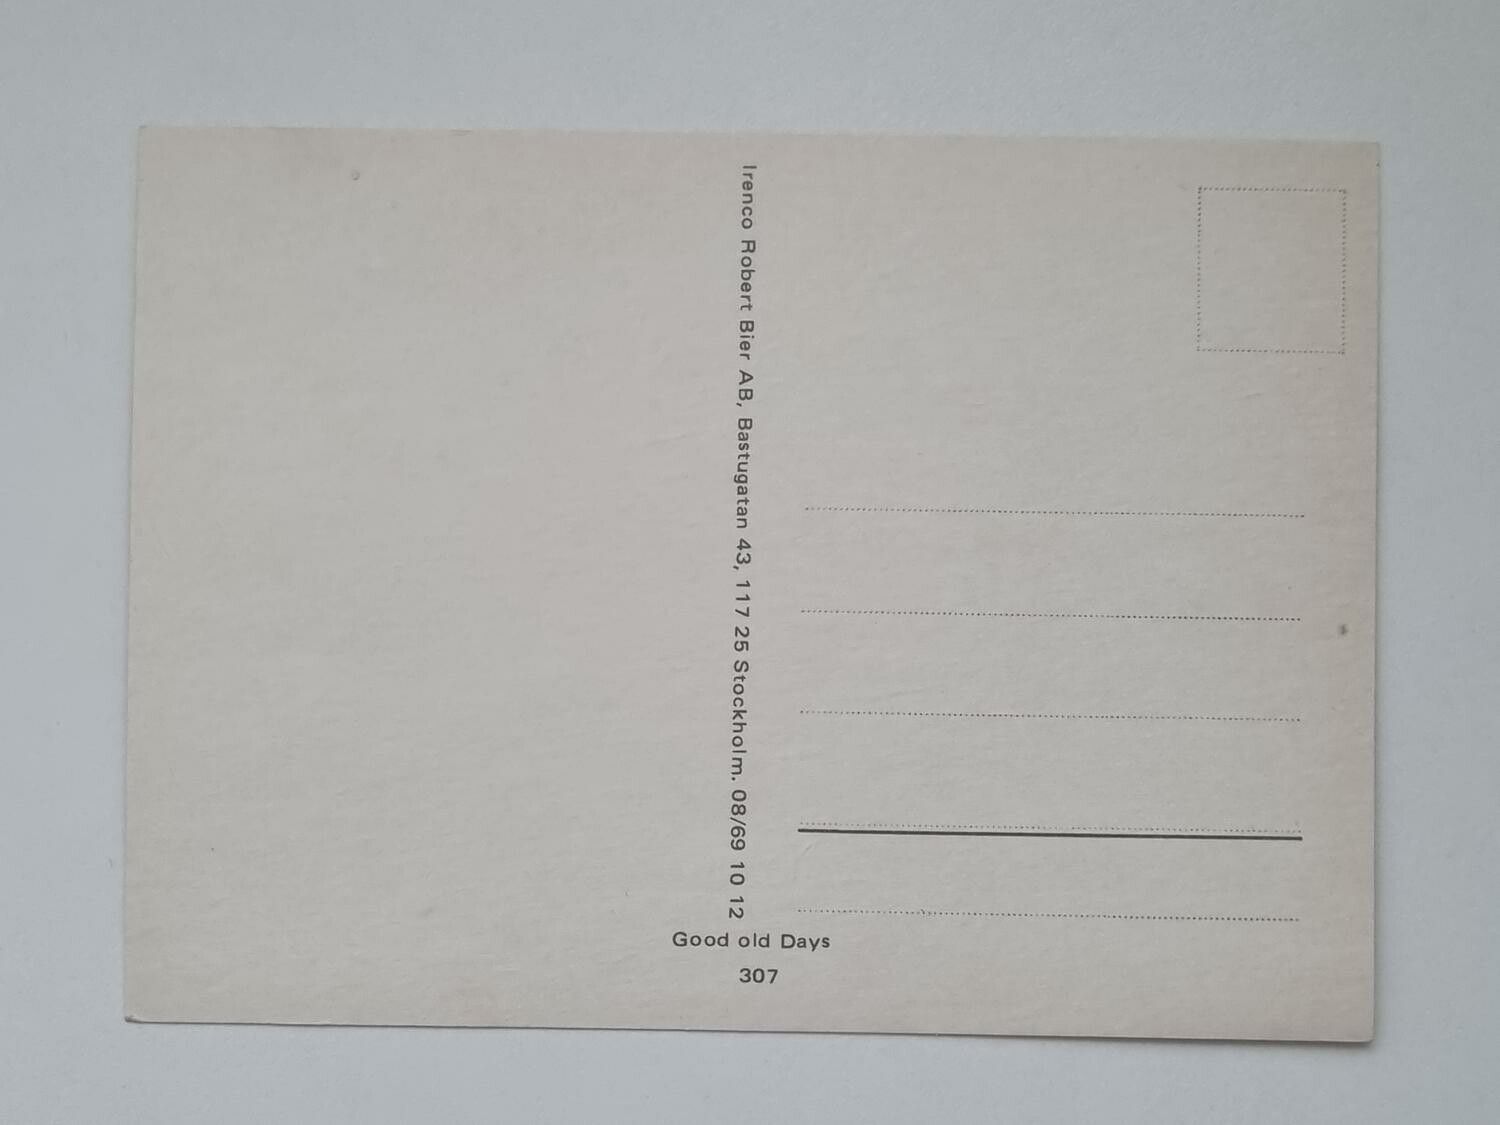 Irenco Robert Bier AB, Bastugatan 43, 117 25 Stockholm. 08/69 10 12
Good old Days
307